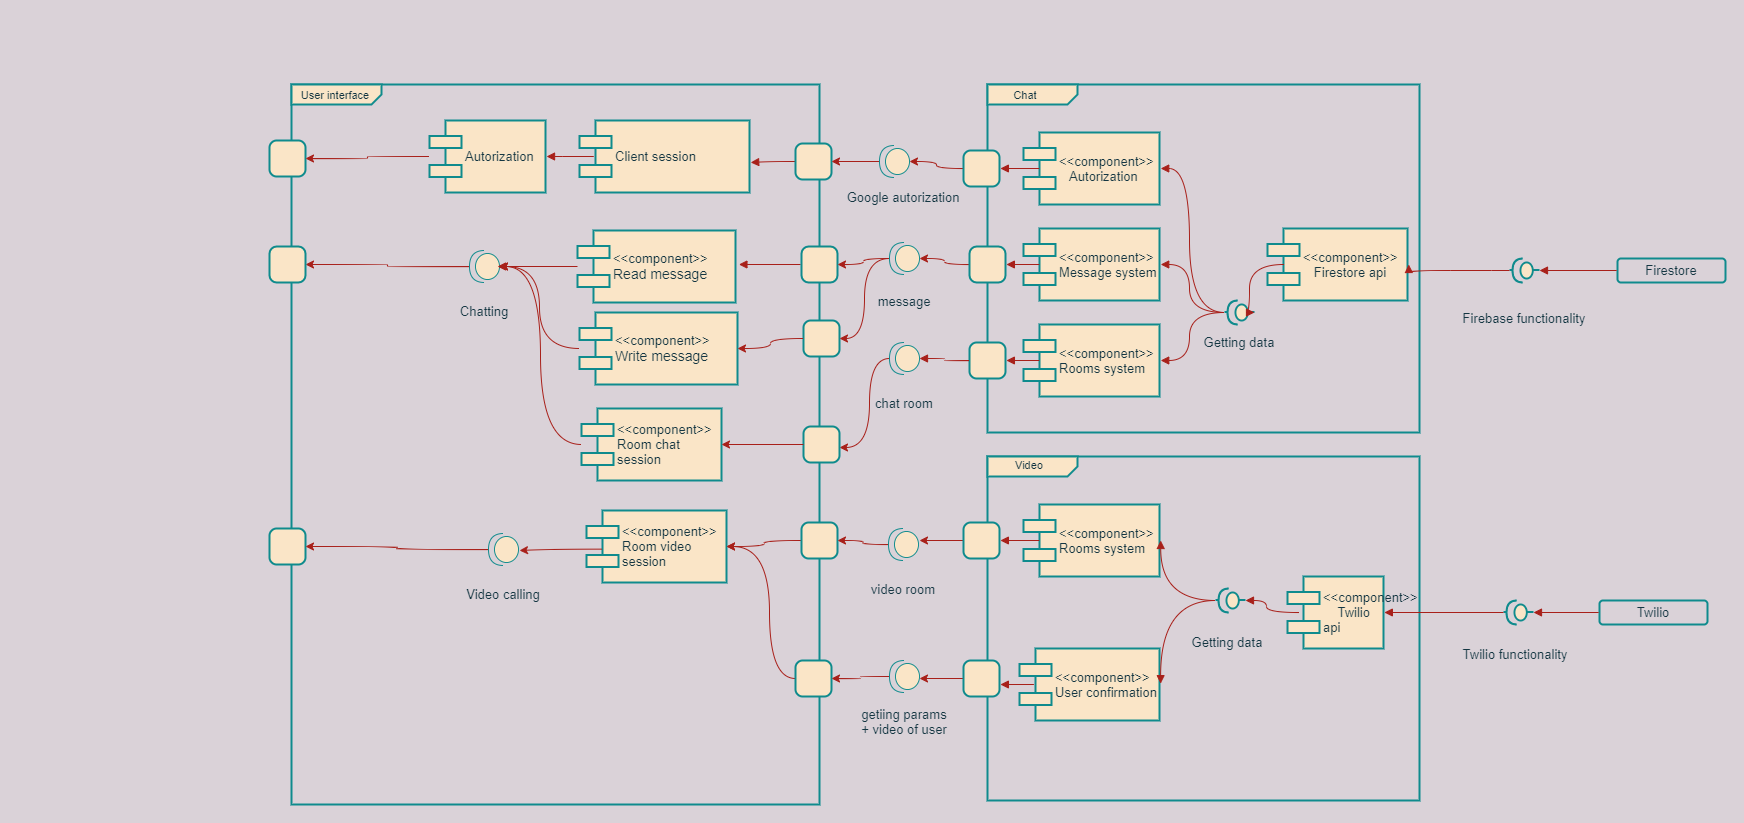 User interface
Autorization
Client session
<<component>>
Read message
Chatting
<<component>>
Write message
<<component>>
Room chat
session
<<component>>
Room video
session
Video calling
Google autorization
message
chat room
video room
getiing params
+ video of user
Chat
<<component>>
Autorization
<<component>>
Message system
<<component>>
Rooms system
<<component>>
Firestore api
Getting data
Firebase functionality
Firestore
Video
<<component>>
Rooms system
<<component>>
User confirmation
Getting data
<<component>>
Twilio
api
Twilio functionality
Twilio